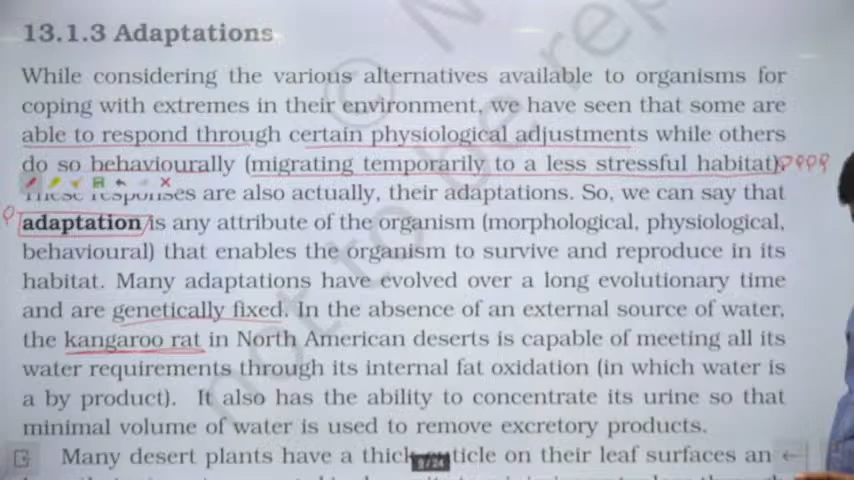 13.1.3 Adaptations
While considering the various alternatives available to organisms for
coping with extremes in their environment, we have seen that some are
able to respond through certain physiological adjustments while others
do so behaviourally (migrating temporarily to a less stressful habitat).
These responses are also actually, their adaptations. So, we can say that
adaptation is any attribute of the organism (morphological, physiological,
behavioural) that enables the organism to survive and reproduce in its
habitat. Many adaptations have evolved over a long evolutionary time
and are genetically fixed. In the absence of an external source of water,
the kangaroo rat in North American deserts is capable of meeting all its
water requirements through its internal fat oxidation (in which water is
a by product). It also has the ability to concentrate its urine so that
minimal volume of water is used to remove excretory products.
Many desert plants have a thick cuticle on their leaf surfaces an
© N
not to be rep